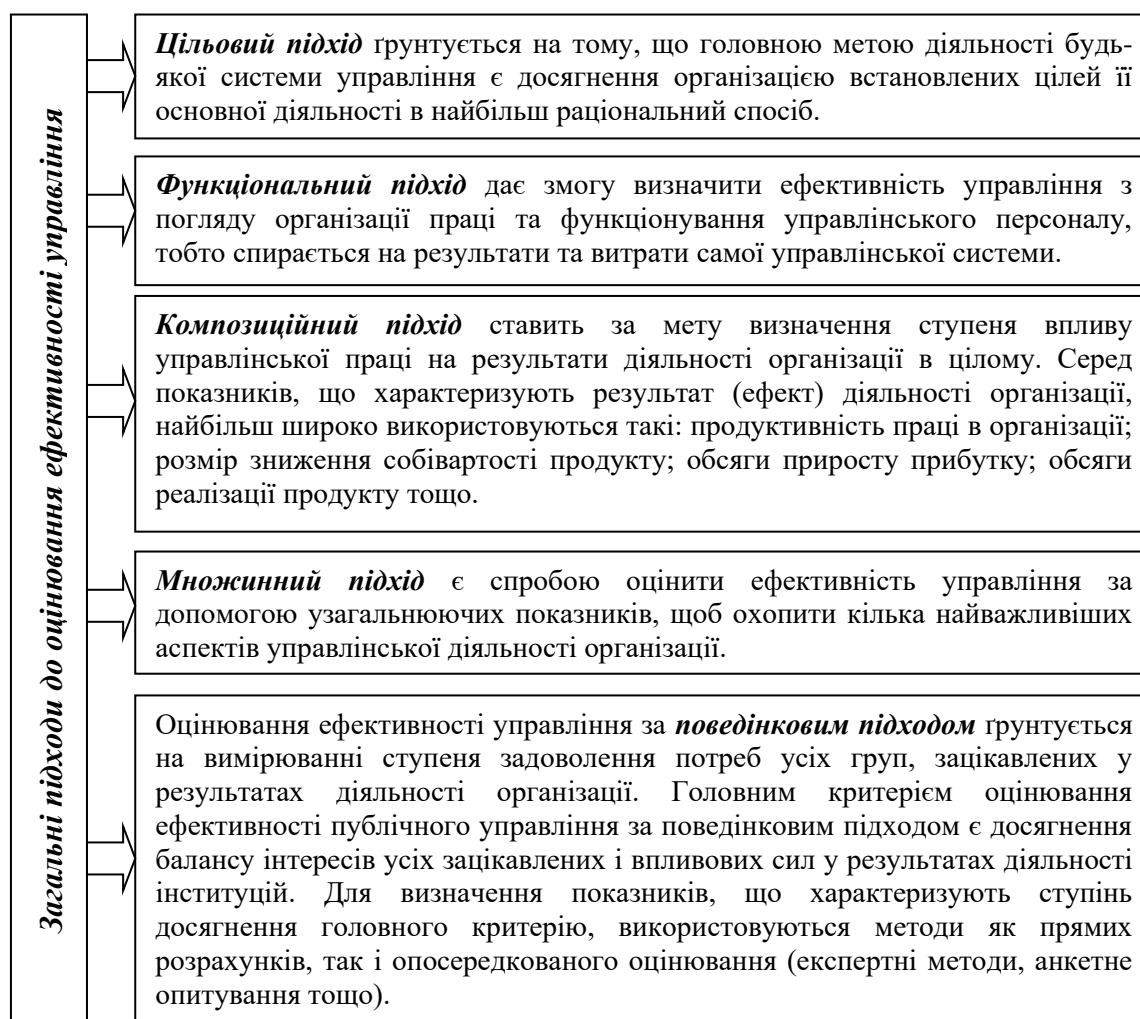 Загальні підходи до оцінювання ефективності управління
Цільовий підхід ґрунтується на тому, що головною метою діяльності будь-
якої системи управління є досягнення організацією встановлених цілей її
основної діяльності в найбільш раціональний спосіб.
Функціональний підхід дає змогу визначити ефективність управління з
погляду організації праці та функціонування управлінського персоналу,
тобто спирається на результати та витрати самої управлінської системи.
Композиційний підхід ставить за мету визначення ступеня впливу
управлінської праці на результати діяльності організації в цілому. Серед
показників, що характеризують результат (ефект) діяльності організації,
найбільш широко використовуються такі: продуктивність праці в організації;
розмір зниження собівартості продукту; обсяги приросту прибутку; обсяги
реалізації продукту тощо.
Множинний підхід є спробою оцінити ефективність управління за
допомогою узагальнюючих показників, щоб охопити кілька найважливіших
аспектів управлінської діяльності організації.
Оцінювання ефективності управління за поведінковим підходом ґрунтується
на вимірюванні ступеня задоволення потреб усіх груп, зацікавлених у
результатах діяльності організації. Головним критерієм оцінювання
ефективності публічного управління за поведінковим підходом є досягнення
балансу інтересів усіх зацікавлених і впливових сил у результатах діяльності
інституцій. Для визначення показників, що характеризують ступінь
досягнення головного критерію, використовуються методи як прямих
розрахунків, так і опосередкованого оцінювання (експертні методи, анкетне
опитування тощо).